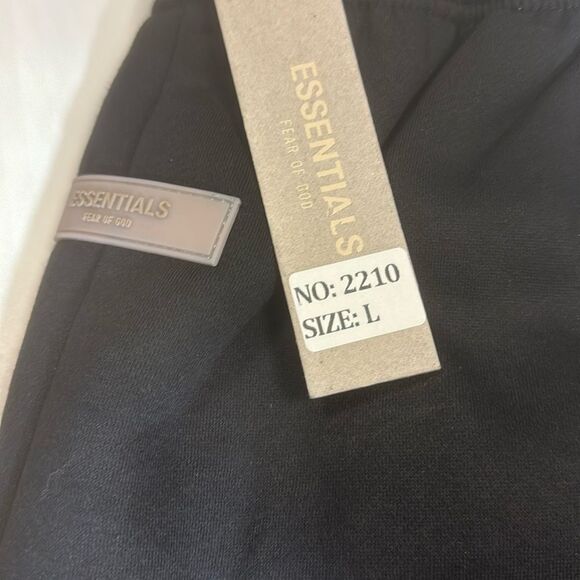 ESSENTIALS
FEAR OF GOD
ESSENTIALS
FEAR OF GOD
NO: 2210
SIZE: L